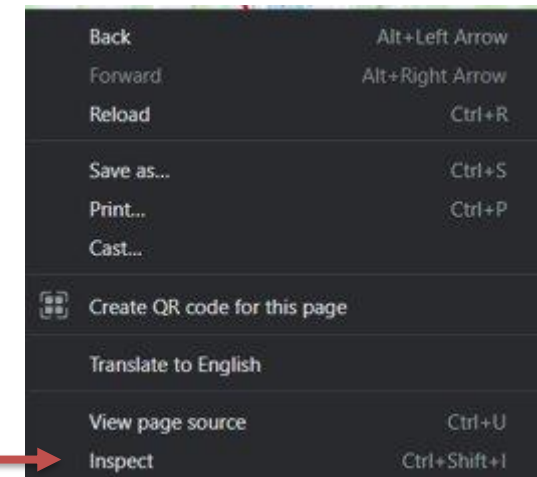 Back Alt+Left Arrow
Forward Alt+Right Arrow
Reload Ctrl+R
Save as... Ctrl+S
Print... Ctrl+P
Cast...
Create QR code for this page
Translate to English
View page source Ctrl+U
Inspect Ctrl+Shift+I